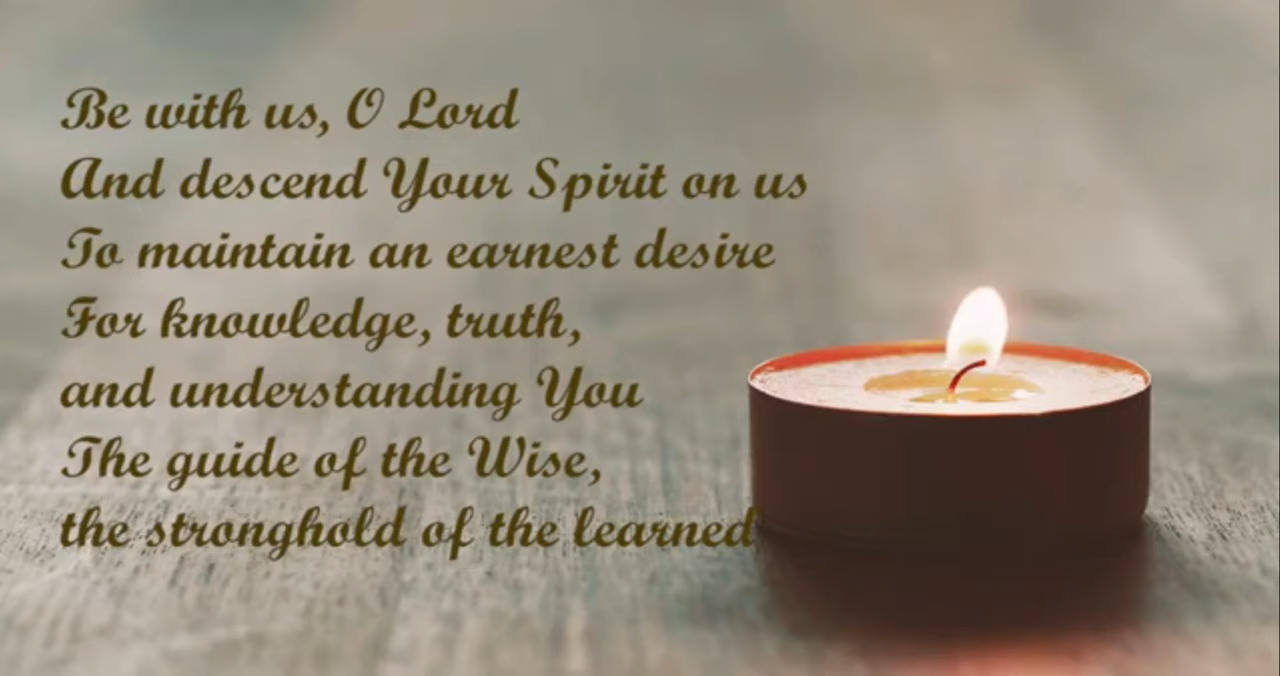 Be with us, O Lord
And descend Your Spirit on us
To maintain an earnest desire
For knowledge, truth,
and understanding You
The guide of the Wise,
the stronghold of the learned